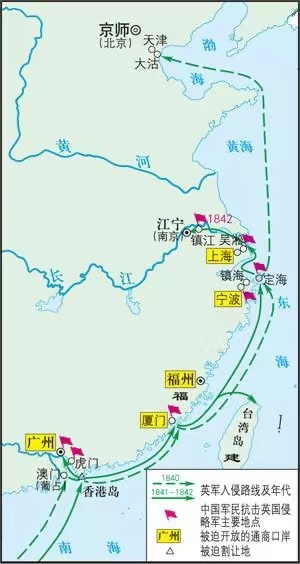 京师
(北京)
天津
大沽
渤
海
黄海
黄
河
1842
江宁
(南京)
镇江
吴淞
上海
长
江
镇海
定海
宁波
东
海
福州
福
厦门
台
湾
岛
建
广州
虎门
澳门
(葡占)
香港岛
南
海
1840
1841-1842
英军入侵路线及年代
中国军民抗击英国侵
略军主要地点
广州
被迫开放的通商口岸
被迫割让地